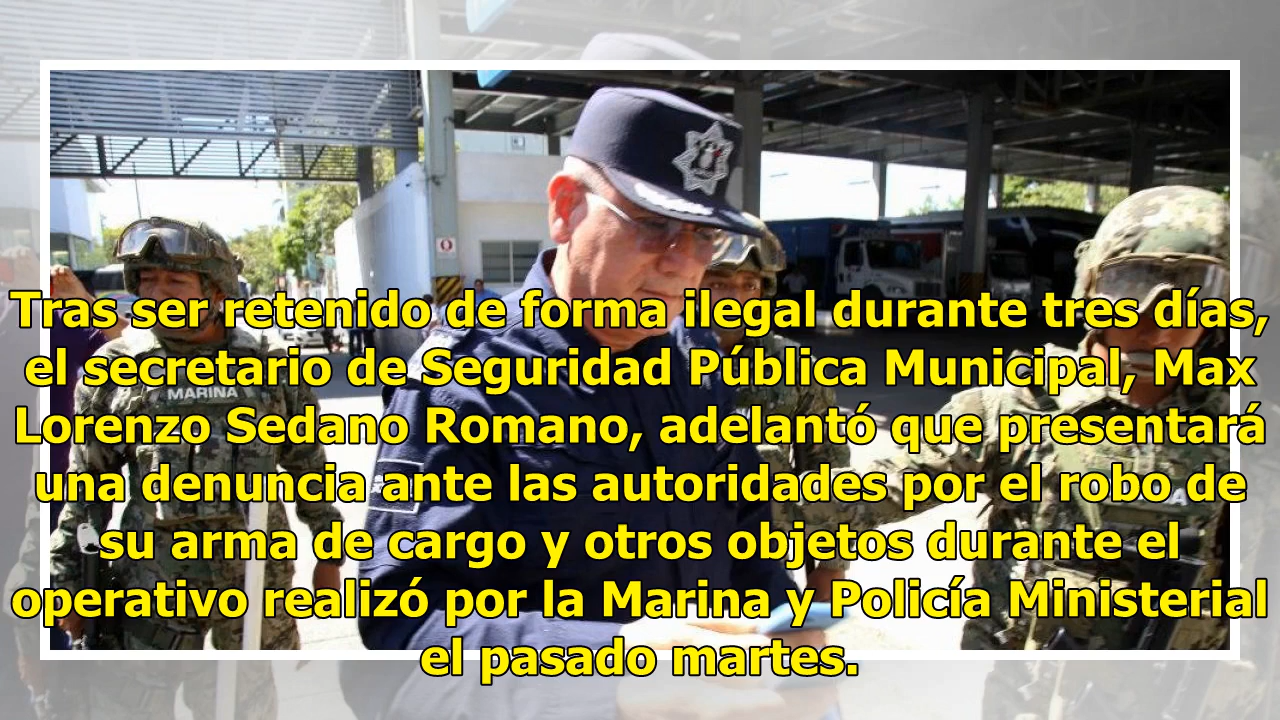 Tras ser retenido de forma ilegal durante tres días,
el secretario de Seguridad Pública Municipal, Max
Lorenzo Sedano Romano, adelantó que presentará
una denuncia ante las autoridades por el robo de
su arma de cargo y otros objetos durante el
operativo realizó por la Marina y Policía Ministerial
el pasado martes.
MARINA